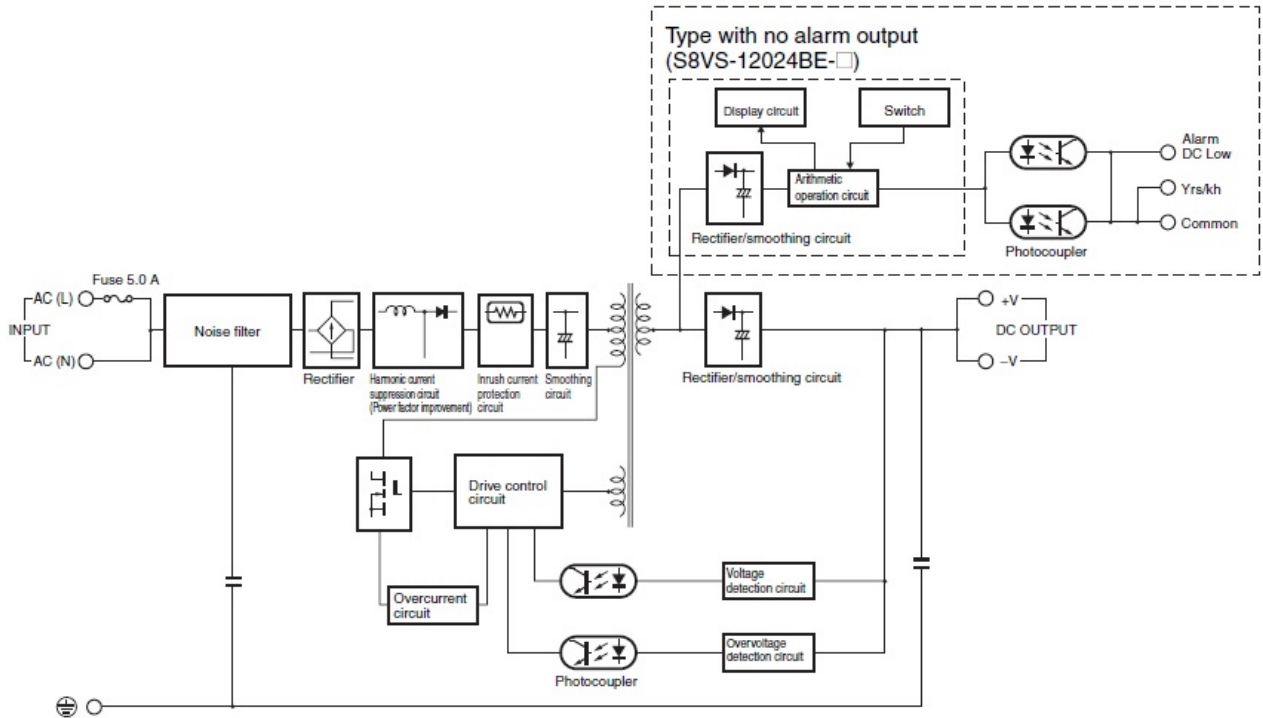 Type with no alarm output
(S8VS-12024BE-□)
Display circuit
Switch
Arithmetic
operation circuit
Rectifier/smoothing circuit
Alarm
DC Low
Yrs/kh
Common
Photocoupler
Fuse 5.0 A
AC (L)
INPUT
AC (N)
Noise filter
Rectifier
Harmonic current
suppression circuit
(Power factor improvement)
Inrush current
protection
circuit
Smoothing
circuit
Rectifier/smoothing circuit
+V
DC OUTPUT
–V
Drive control
circuit
Overcurrent
circuit
Voltage
detection circuit
Overvoltage
detection circuit
Photocoupler